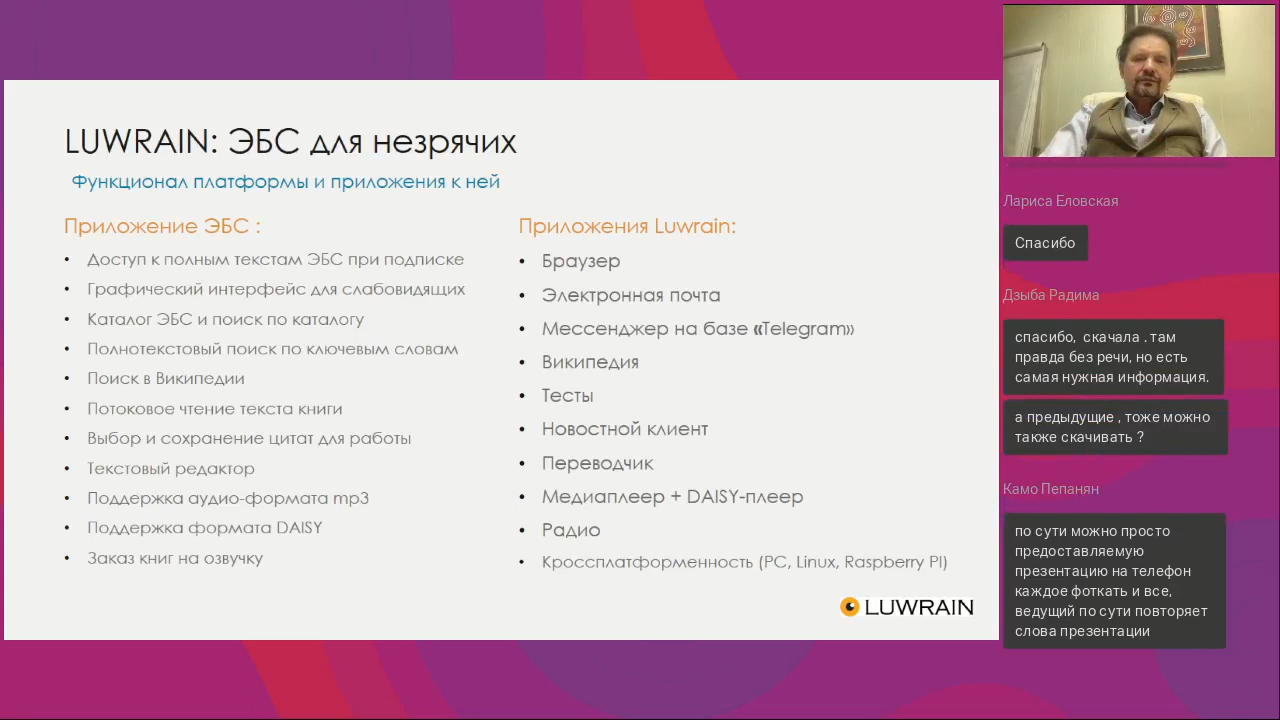 LUWRAIN: ЭБС для незрячих
Функционал платформы и приложения к ней
Приложение ЭБС :
• Доступ к полным текстам ЭБС при подписке
• Графический интерфейс для слабовидящих
• Каталог ЭБС и поиск по каталогу
• Полнотекстовый поиск по ключевым словам
• Поиск в Википедии
• Потоковое чтение текста книги
• Выбор и сохранение цитат для работы
• Текстовый редактор
• Поддержка аудио-формата mp3
• Поддержка формата DAISY
• Заказ книг на озвучку
Приложения Luwrain:
• Браузер
• Электронная почта
• Мессенджер на базе «Telegram»
• Википедия
• Тесты
• Новостной клиент
• Переводчик
• Медиаплеер + DAISY-плеер
• Радио
• Кроссплатформенность (PC, Linux, Raspberry PI)
LUWRAIN
Лариса Еловская
Спасибо
Дзыба Радима
спасибо, скачала . там
правда без речи, но есть
самая нужная информация.
а предыдущие , тоже можно
также скачивать ?
Камо Пепанян
по сути можно просто
предоставляемую
презентацию на телефон
каждое фоткать и все,
ведущий по сути повторяет
слова презентации